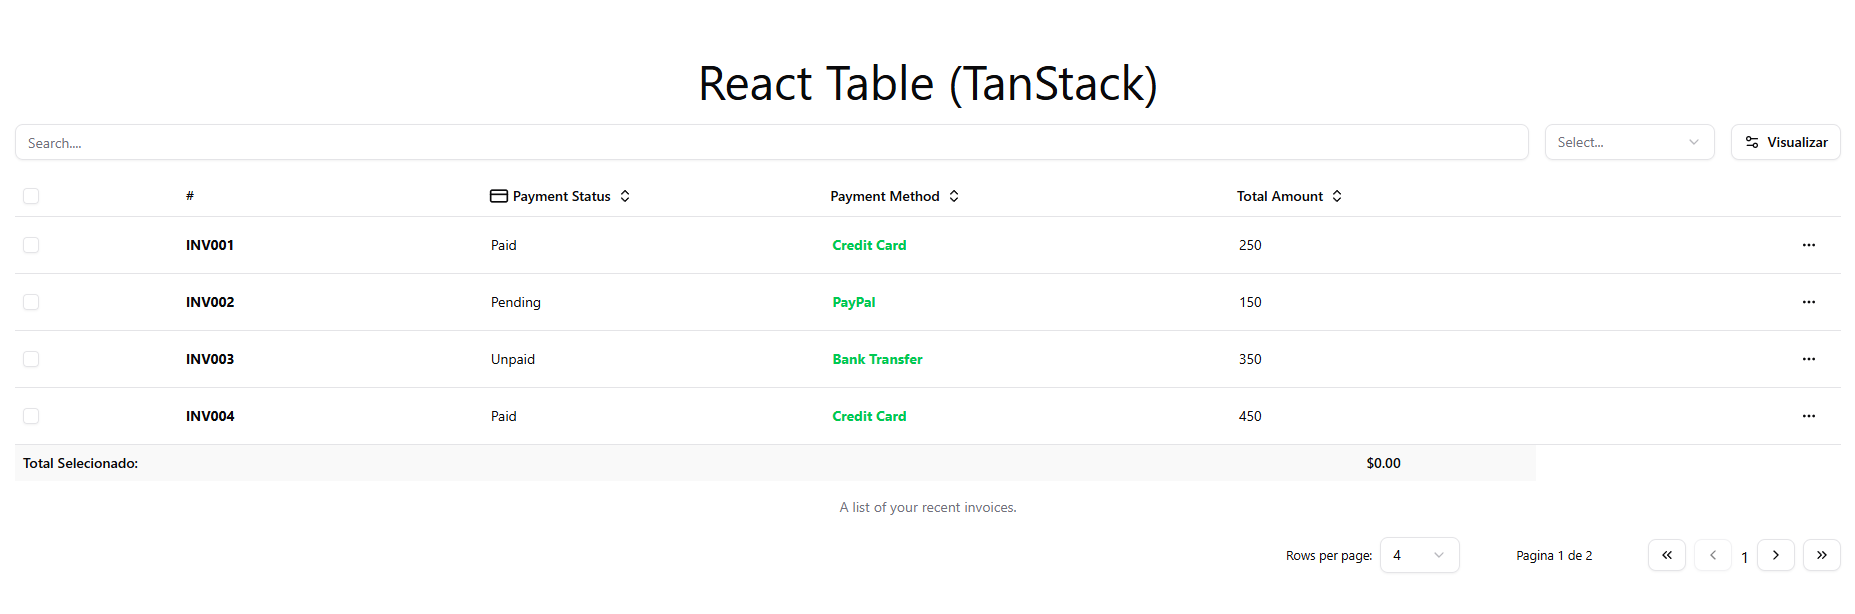 React Table (TanStack)
Search....
Select...
Visualizar
# Payment Status Payment Method Total Amount
INV001 Paid Credit Card 250
INV002 Pending PayPal 150
INV003 Unpaid Bank Transfer 350
INV004 Paid Credit Card 450
Total Selecionado: $0.00
A list of your recent invoices.
Rows per page: 4 Pagina 1 de 2 1